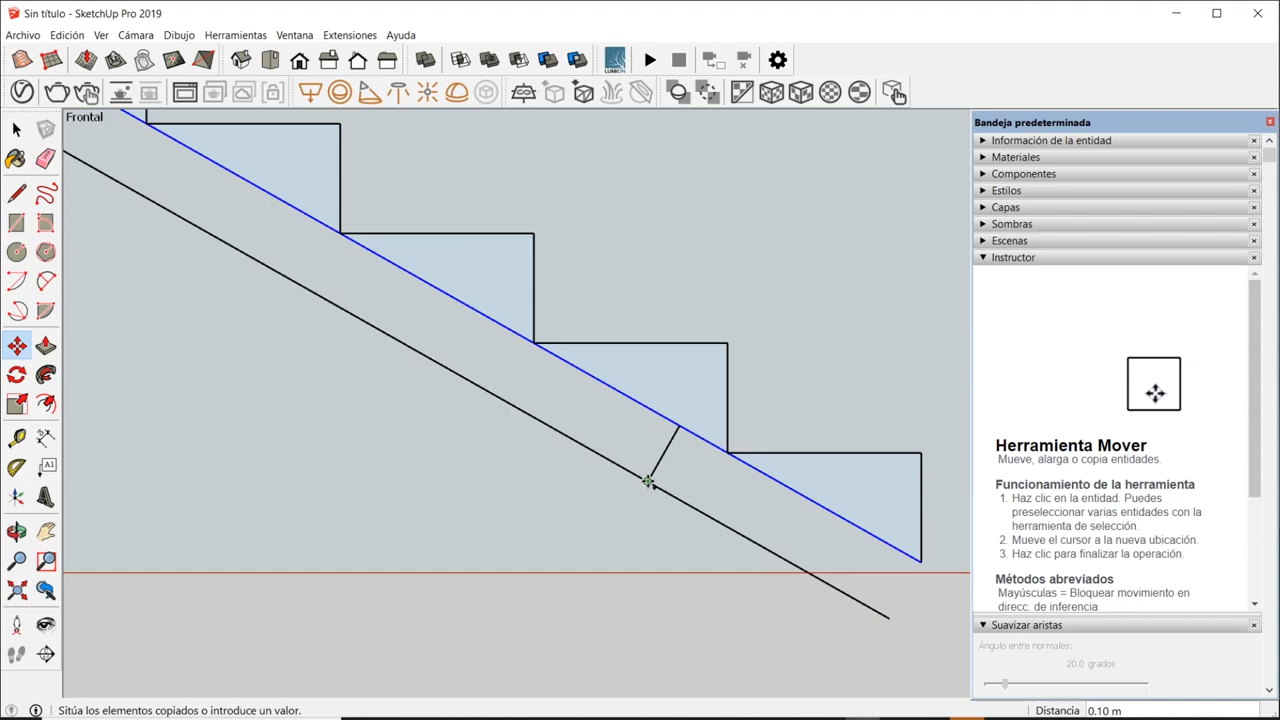 Sin título - SketchUp Pro 2019
Archivo Edición Ver Cámara Dibujo Herramientas Ventana Extensiones Ayuda
LUMION
Frontal
Bandeja predeterminada
Información de la entidad
Materiales
Componentes
Estilos
Capas
Sombras
Escenas
Instructor
Herramienta Mover
Mueve, alarga o copia entidades.
Funcionamiento de la herramienta
1. Haz clic en la entidad. Puedes
preseleccionar varias entidades con la
herramienta de selección.
2. Mueve el cursor a la nueva ubicación.
3. Haz clic para finalizar la operación.
Métodos abreviados
Mayúsculas = Bloquear movimiento en
direcc. de inferencia
Suavizar aristas
Ángulo entre normales:
20.0 grados
Sitúa los elementos copiados o introduce un valor.
Distancia 0.10 m